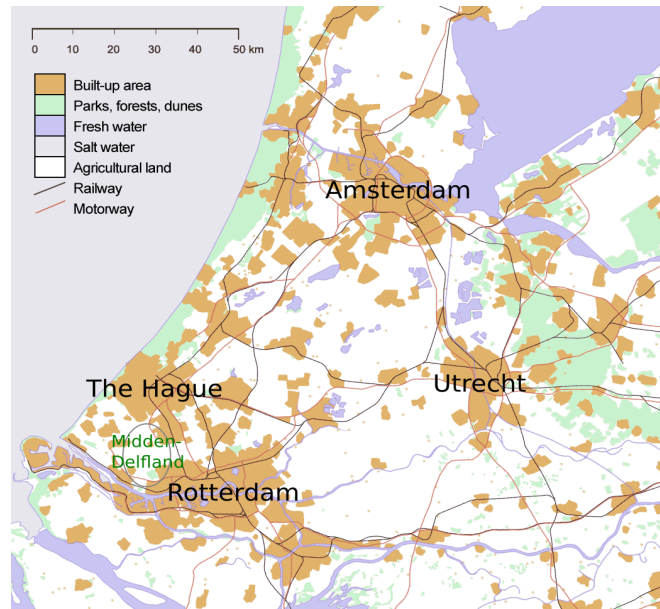 0 10 20 30 50 km
Built-up area
Parks, forests, dunes
Fresh water
Salt water
Agricultural land
Railway
Motorway
Amsterdam
The Hague
Utrecht
Midden-
Delfland
Rotterdam